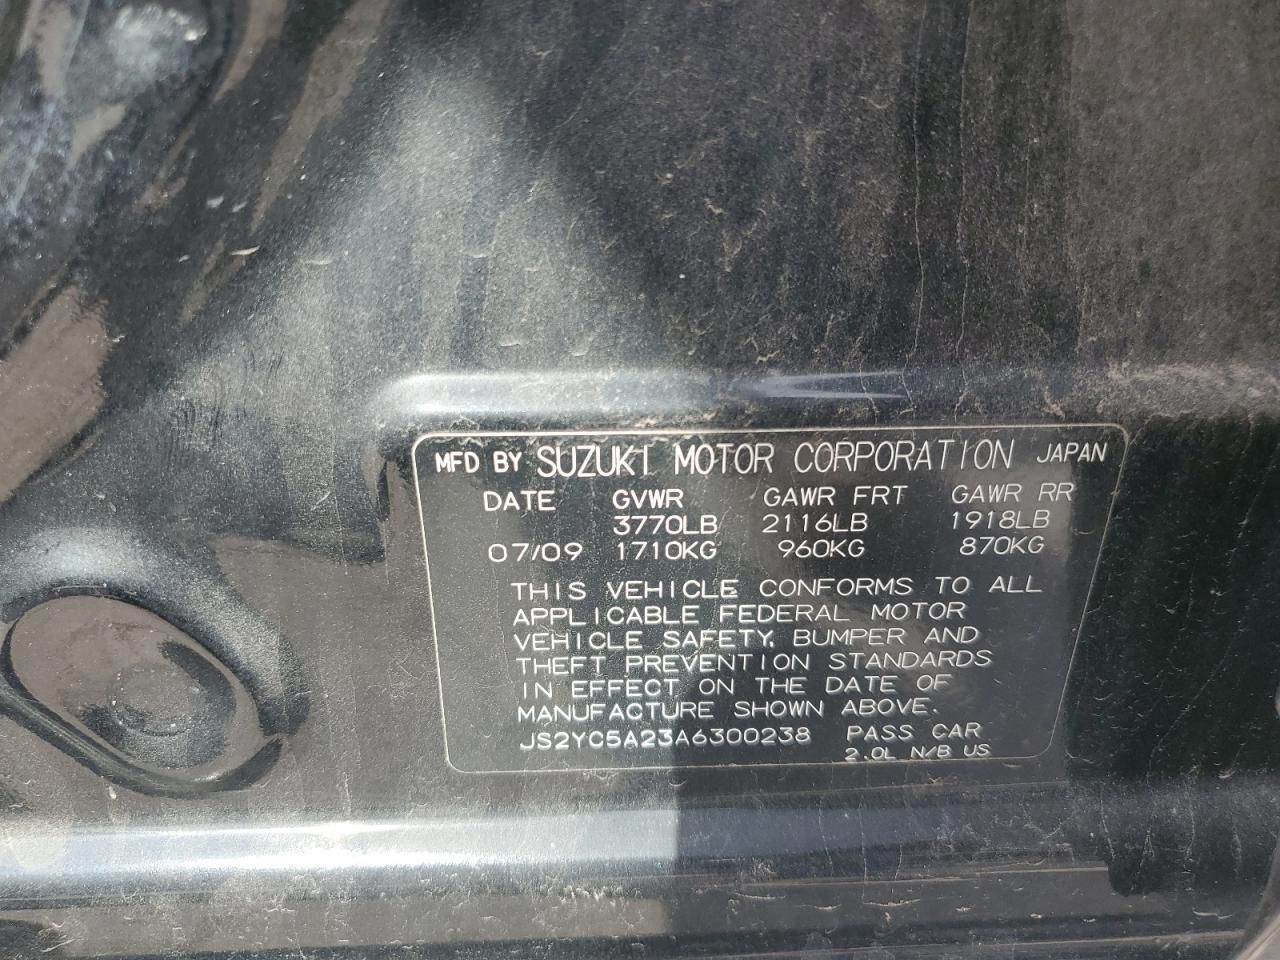 MFD BY SUZUKI MOTOR CORPORATION JAPAN
DATE GVWR GAWR FRT GAWR RR
3770LB 2116LB 1918LB
07/09 1710KG 960KG 870KG
THIS VEHICLE CONFORMS TO ALL
APPLICABLE FEDERAL MOTOR
VEHICLE SAFETY, BUMPER AND
THEFT PREVENTION STANDARDS
IN EFFECT ON THE DATE OF
MANUFACTURE SHOWN ABOVE.
JS2YC5A23A6300238 PASS CAR
2.0L N/B US